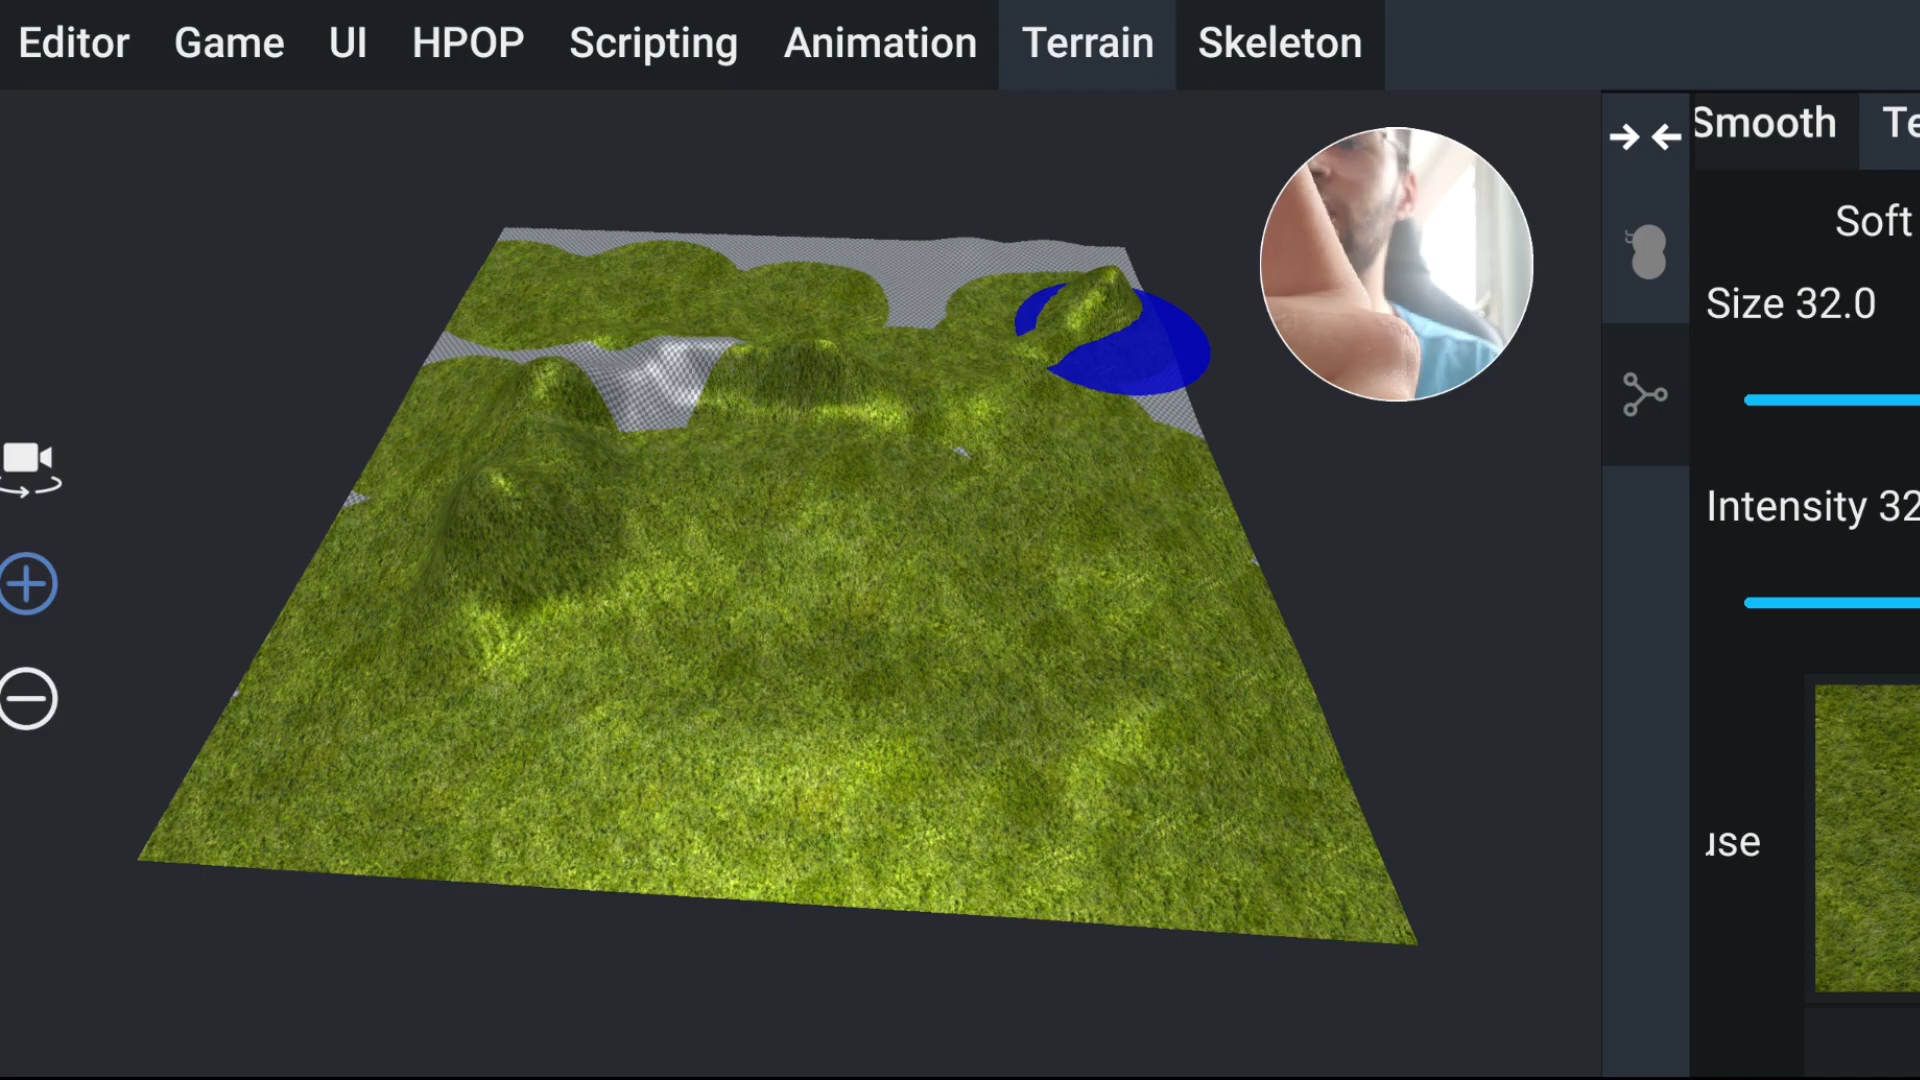 Editor Game UI HPOP Scripting Animation Terrain Skeleton
Smooth
Soft
Size 32.0
Intensity 32